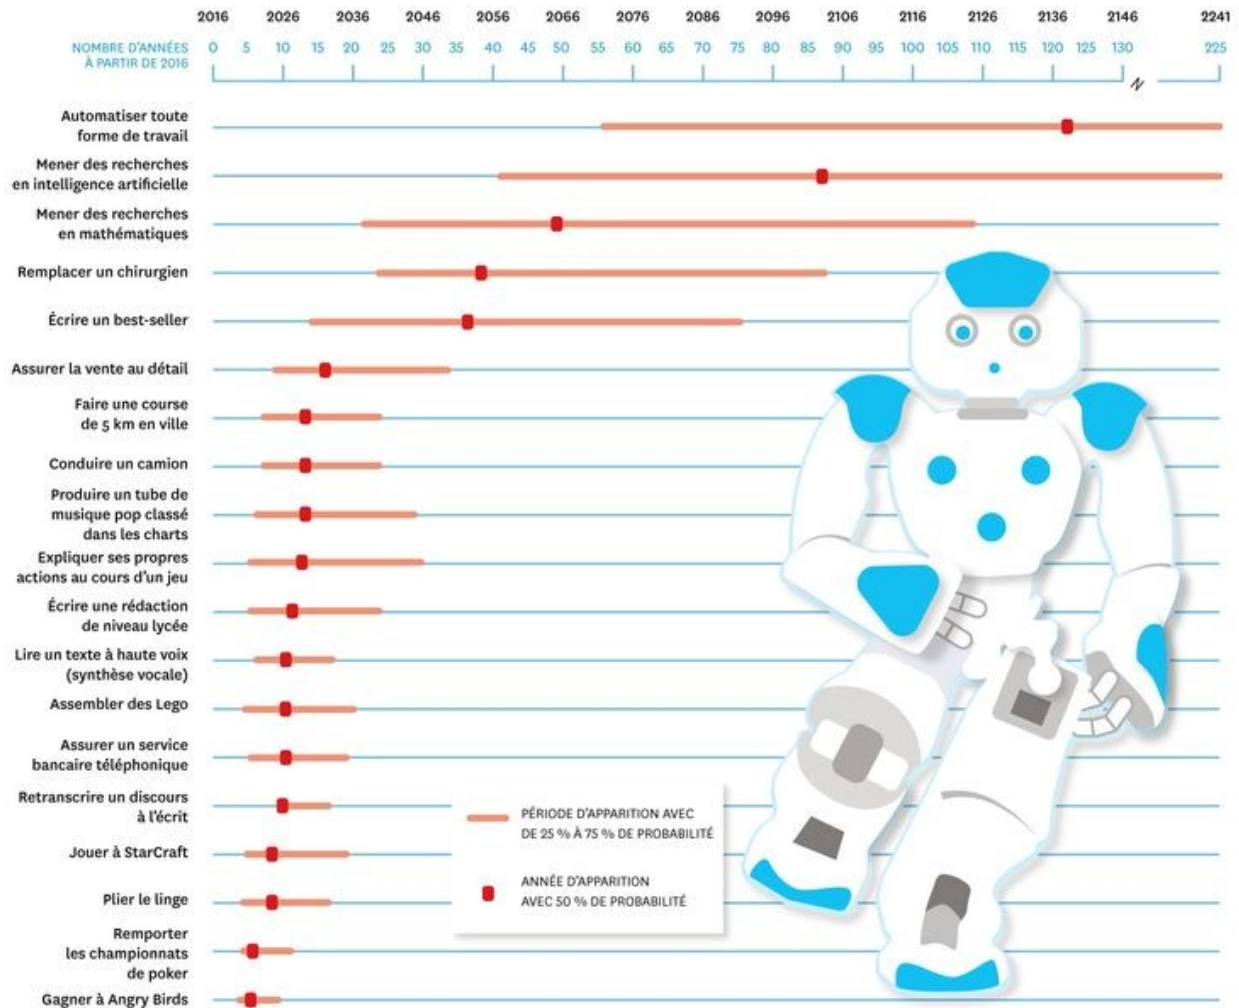 2016 2026 2036 2046 2056 2066 2076 2086 2096 2106 2116 2126 2136 2146 2241
NOMBRE D'ANNÉES
À PARTIR DE 2016
0 5 10 15 20 25 30 35 40 45 50 55 60 65 70 75 80 85 90 95 100 105 110 115 120 125 130 225
Automatiser toute
forme de travail
Mener des recherches
en intelligence artificielle
Mener des recherches
en mathématiques
Remplacer un chirurgien
Écrire un best-seller
Assurer la vente au détail
Faire une course
de 5 km en ville
Conduire un camion
Produire un tube de
musique pop classé
dans les charts
Expliquer ses propres
actions au cours d'un jeu
Écrire une rédaction
de niveau lycée
Lire un texte à haute voix
(synthèse vocale)
Assembler des Lego
Assurer un service
bancaire téléphonique
Retranscrire un discours
à l'écrit
Jouer à StarCraft
Plier le linge
Remporter
les championnats
de poker
Gagner à Angry Birds
PÉRIODE D'APPARITION AVEC
DE 25 % À 75 % DE PROBABILITÉ
ANNÉE D'APPARITION
AVEC 50 % DE PROBABILITÉ